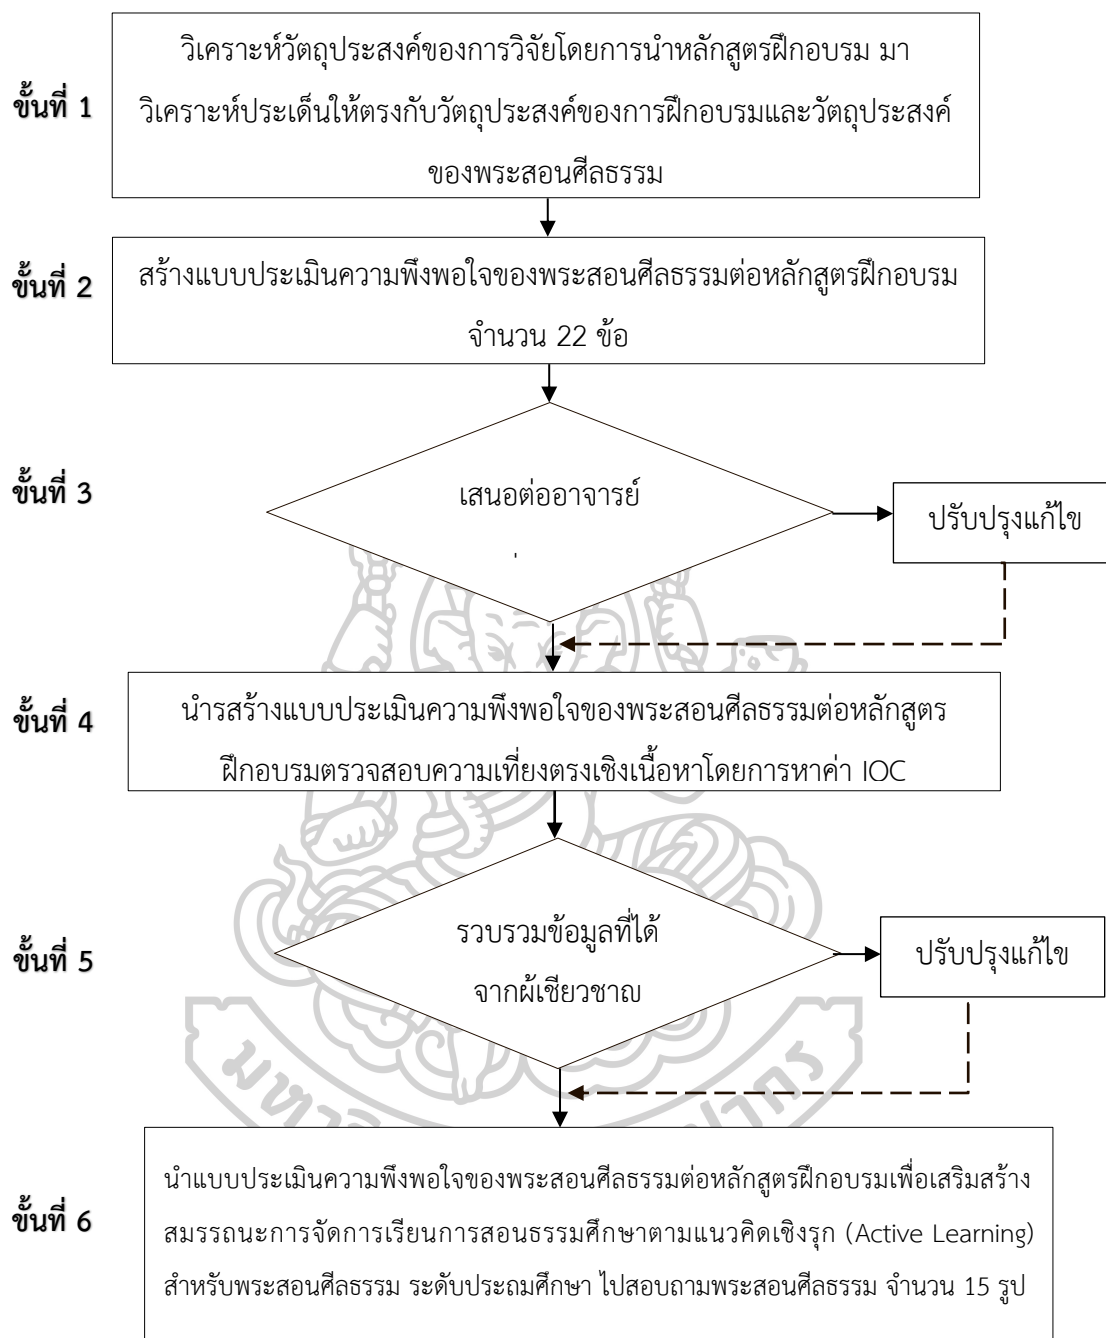 วิเคราะห์วัตถุประสงค์ของการวิจัยโดยการนำหลักสูตรฝึกอบรม มา
ขั้นที่ 1
วิเคราะห์ประเด็นให้ตรงกับวัตถุประสงค์ของการฝึกอบรมและวัตถุประสงค์
ของพระสอนศีลธรรม
ขั้นที่ 2
สร้างแบบประเมินความพึงพอใจของพระสอนศีลธรรมต่อหลักสูตรฝึกอบรม
จำนวน 22 ข้อ
ขั้นที่ 3
เสนอต่ออาจารย์
ปรับปรุงแก้ไข
ขั้นที่ 4
นำรสร้างแบบประเมินความพึงพอใจของพระสอนศีลธรรมต่อหลักสูตร
ฝึกอบรมตรวจสอบความเที่ยงตรงเชิงเนื้อหาโดยการหาค่า IOC
ขั้นที่ 5
รวบรวมข้อมูลที่ได้
จากผู้เชี่ยวชาญ
ปรับปรุงแก้ไข
ขั้นที่ 6
นำแบบประเมินความพึงพอใจของพระสอนศีลธรรมต่อหลักสูตรฝึกอบรมเพื่อเสริมสร้าง
สมรรถนะการจัดการเรียนการสอนธรรมศึกษาตามแนวคิดเชิงรุก (Active Learning)
สำหรับพระสอนศีลธรรม ระดับประถมศึกษา ไปสอบถามพระสอนศีลธรรม จำนวน 15 รูป